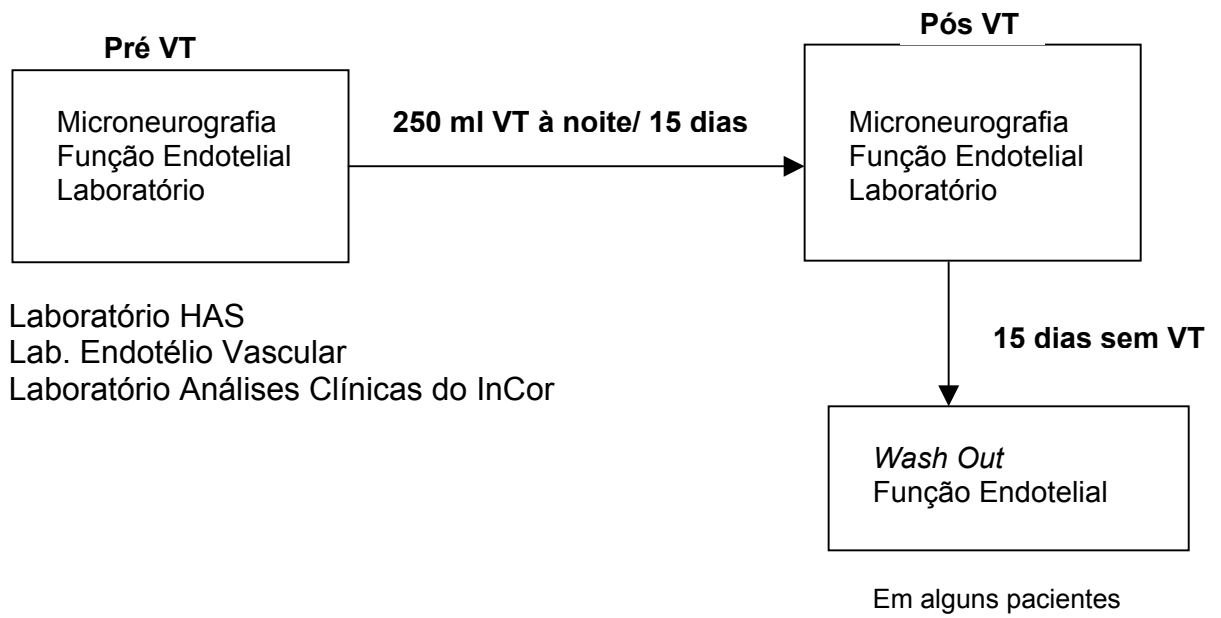 Pré VT
Microneurografia
Função Endotelial
Laboratório
250 ml VT à noite/ 15 dias
Pós VT
Microneurografia
Função Endotelial
Laboratório
Laboratório HAS
Lab. Endotélio Vascular
Laboratório Análises Clínicas do InCor
15 dias sem VT
Wash Out
Função Endotelial
Em alguns pacientes